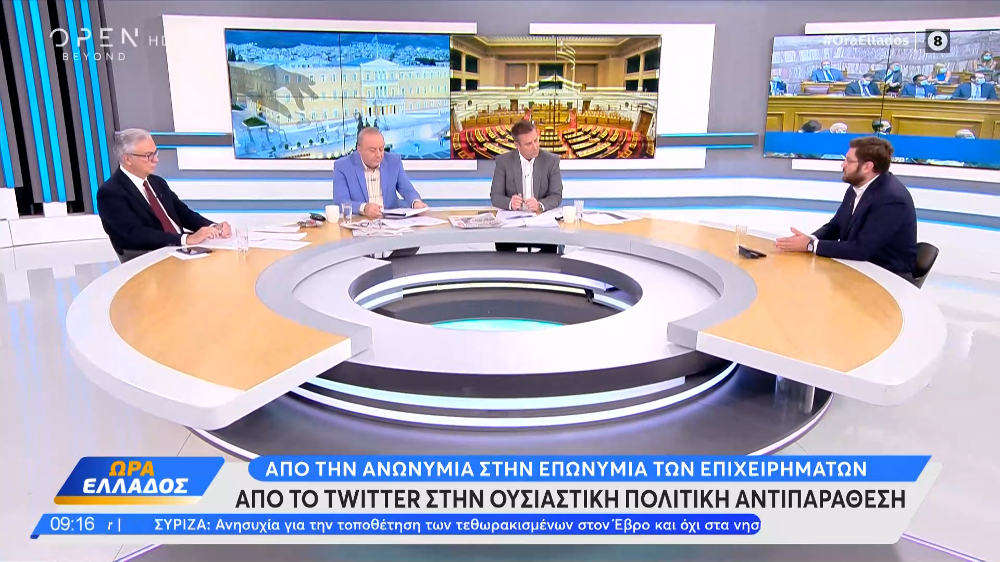 OPEN HD
BEYOND
#OraEllados 8
ΩΡΑ
ΕΛΛΑΔΟΣ
ΑΠΟ ΤΗΝ ΑΝΩΝΥΜΙΑ ΣΤΗΝ ΕΠΩΝΥΜΙΑ ΤΩΝ ΕΠΙΧΕΙΡΗΜΑΤΩΝ
ΑΠΟ ΤΟ TWITTER ΣΤΗΝ ΟΥΣΙΑΣΤΙΚΗ ΠΟΛΙΤΙΚΗ ΑΝΤΙΠΑΡΑΘΕΣΗ
09:16 r | ΣΥΡΙΖΑ: Ανησυχία για την τοποθέτηση των τεθωρακισμένων στον Έβρο και όχι στα νησ